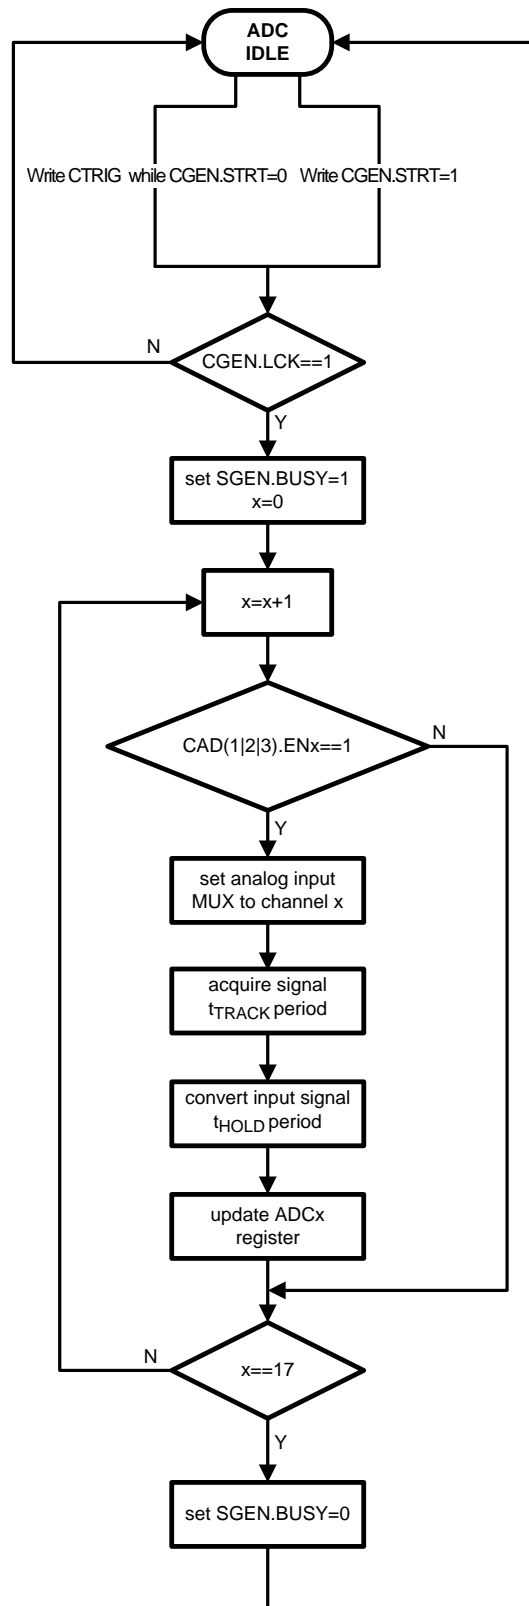 ADC
IDLE
Write CTRIG while CGEN.STRT=0
Write CGEN.STRT=1
CGEN.LCK==1
N
Y
set SGEN.BUSY=1
x=0
x=x+1
CAD(1|2|3).ENx==1
N
Y
set analog input
MUX to channel x
acquire signal
tTRACK period
convert input signal
tHOLD period
update ADCx
register
x==17
N
Y
set SGEN.BUSY=0